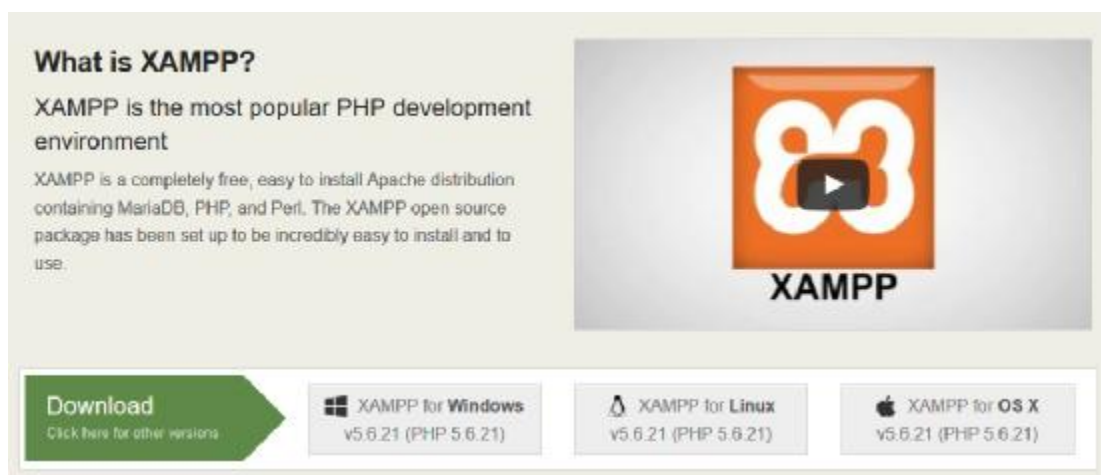 What is XAMPP?
XAMPP is the most popular PHP development
environment
XAMPP is a completely free, easy to install Apache distribution
containing MariaDB, PHP, and Perl. The XAMPP open source
package has been set up to be incredibly easy to install and to
use.
XAMPP
Download
Click here for other versions
XAMPP for Windows
v5.6.21 (PHP 5.6.21)
XAMPP for Linux
v5.6.21 (PHP 5.6.21)
XAMPP for OS X
v5.6.21 (PHP 5.6.21)